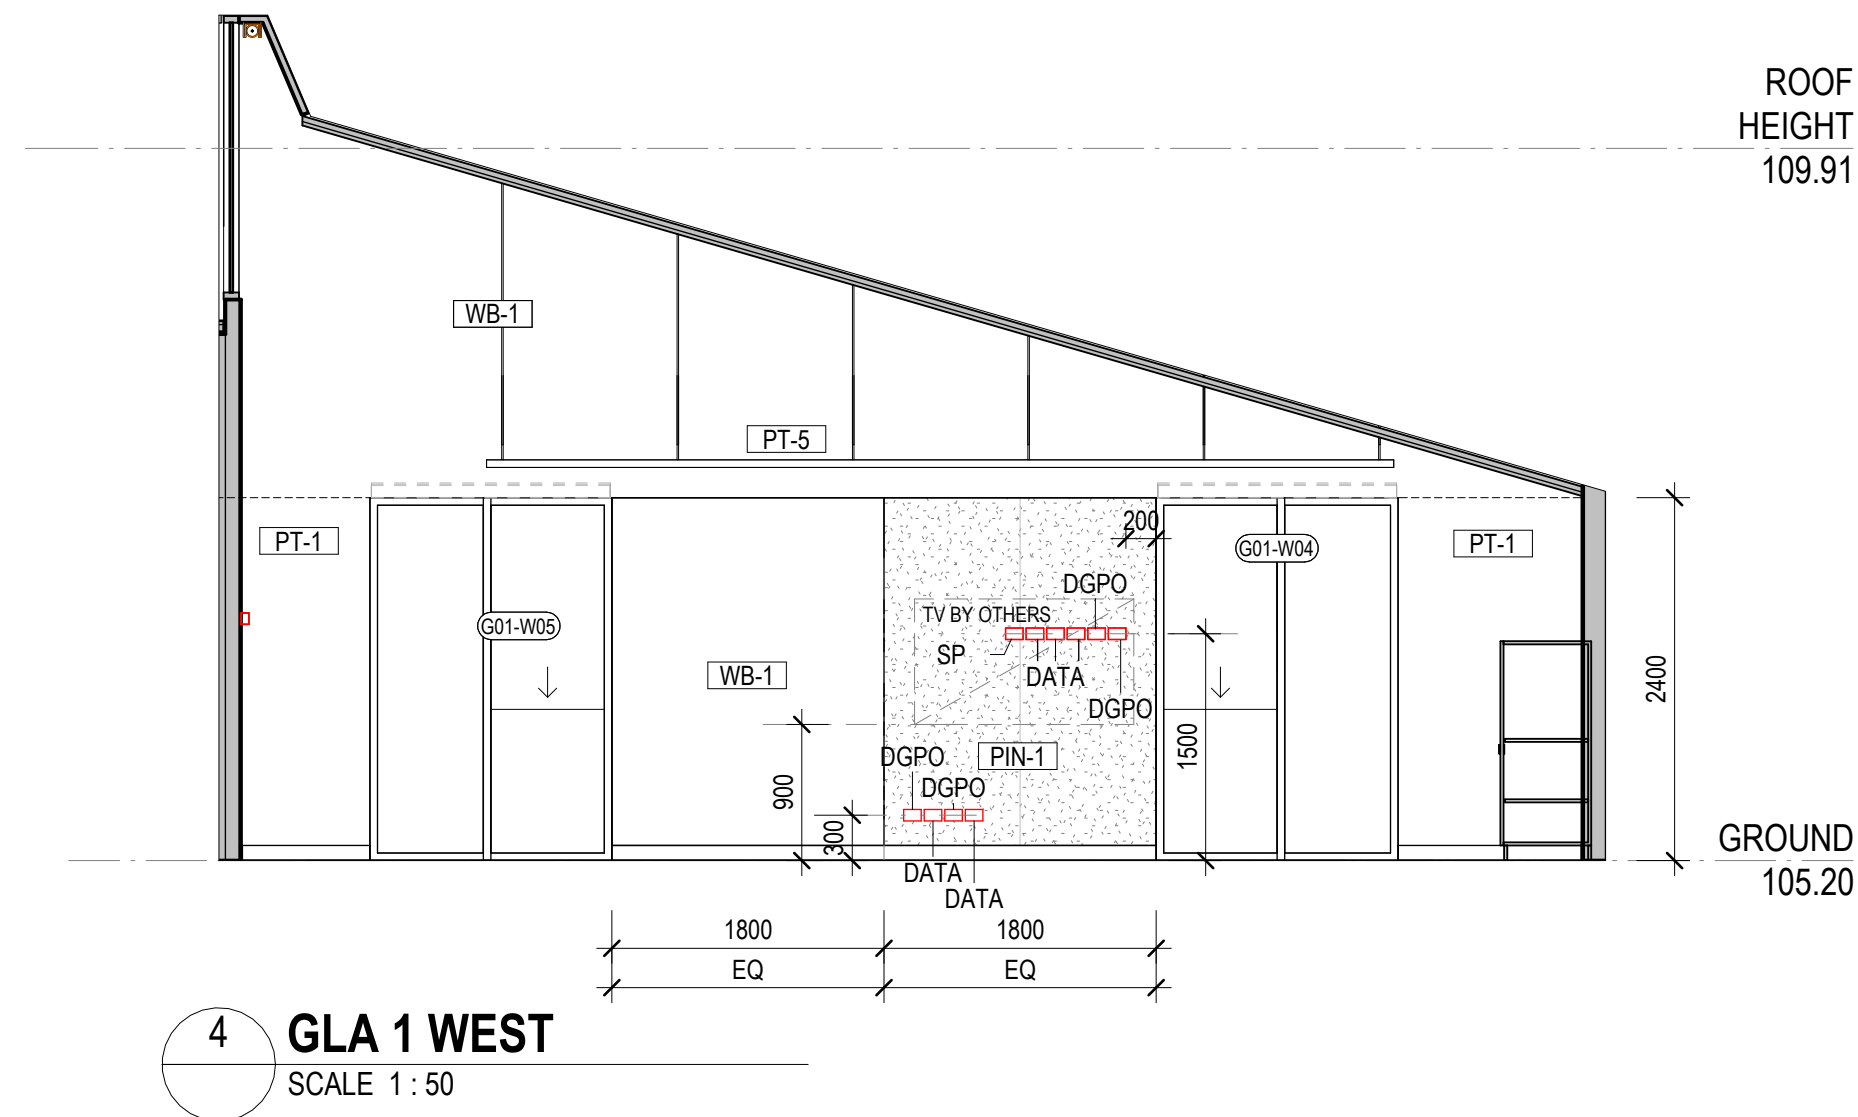 ROOF
HEIGHT
109.91
WB-1
PT-5
PT-1
200
G01-W04
PT-1
DGPO
TV BY OTHERS
G01-W05
SP
DATA
WB-1
2400
DGPO
1500
DGPO
PIN-1
DGPO
900
300
GROUND
105.20
DATA
DATA
1800
1800
EQ
EQ
4
GLA 1 WEST
SCALE 1 : 50